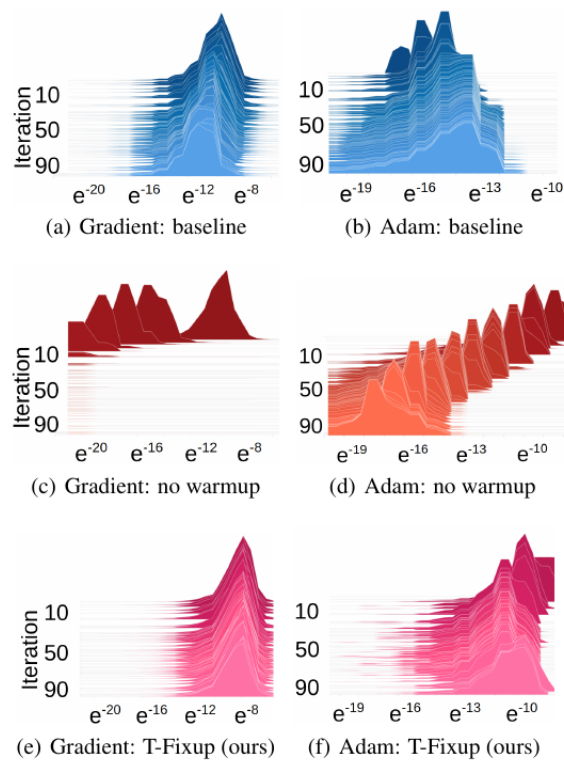 Iteration
10
50
90
e-20 e-16 e-12 e-8
e-19 e-16 e-13 e-10
(a) Gradient: baseline
(b) Adam: baseline
Iteration
10
50
90
10
50
90
e-20 e-16 e-12 e-8
e-19 e-16 e-13 e-10
(c) Gradient: no warmup
(d) Adam: no warmup
Iteration
10
50
90
10
50
90
e-20 e-16 e-12 e-8
e-19 e-16 e-13 e-10
(e) Gradient: T-Fixup (ours)
(f) Adam: T-Fixup (ours)
10
50
90